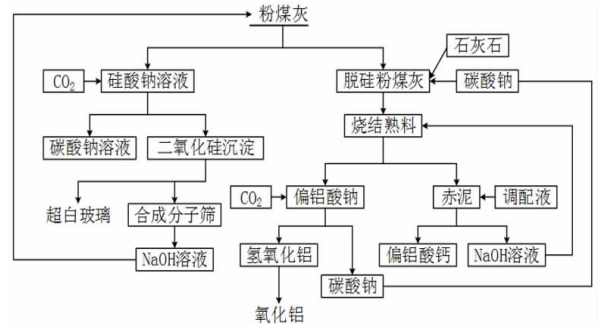 粉煤灰
石灰石
CO₂
硅酸钠溶液
脱硅粉煤灰
碳酸钠
碳酸钠溶液
二氧化硅沉淀
烧结熟料
超白玻璃
合成分子筛
CO₂
偏铝酸钠
赤泥
调配液
NaOH溶液
氢氧化铝
偏铝酸钙
NaOH溶液
碳酸钠
氧化铝